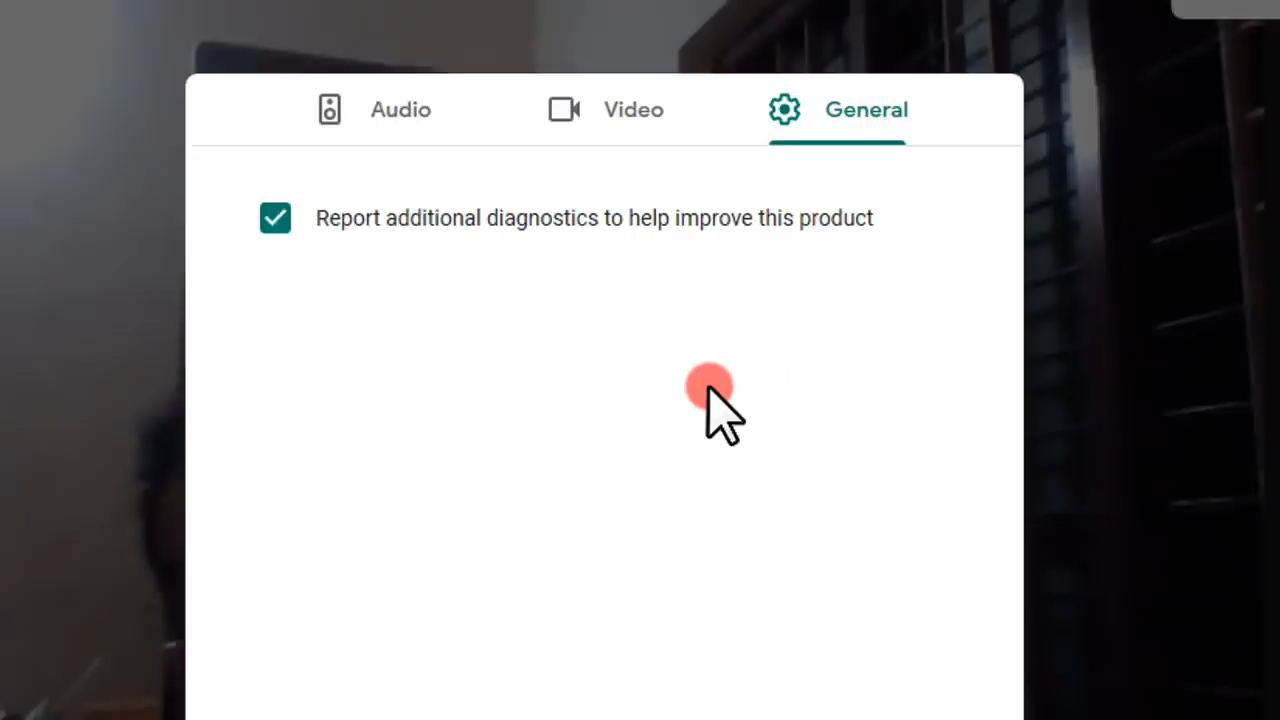 Audio
Video
General
Report additional diagnostics to help improve this product